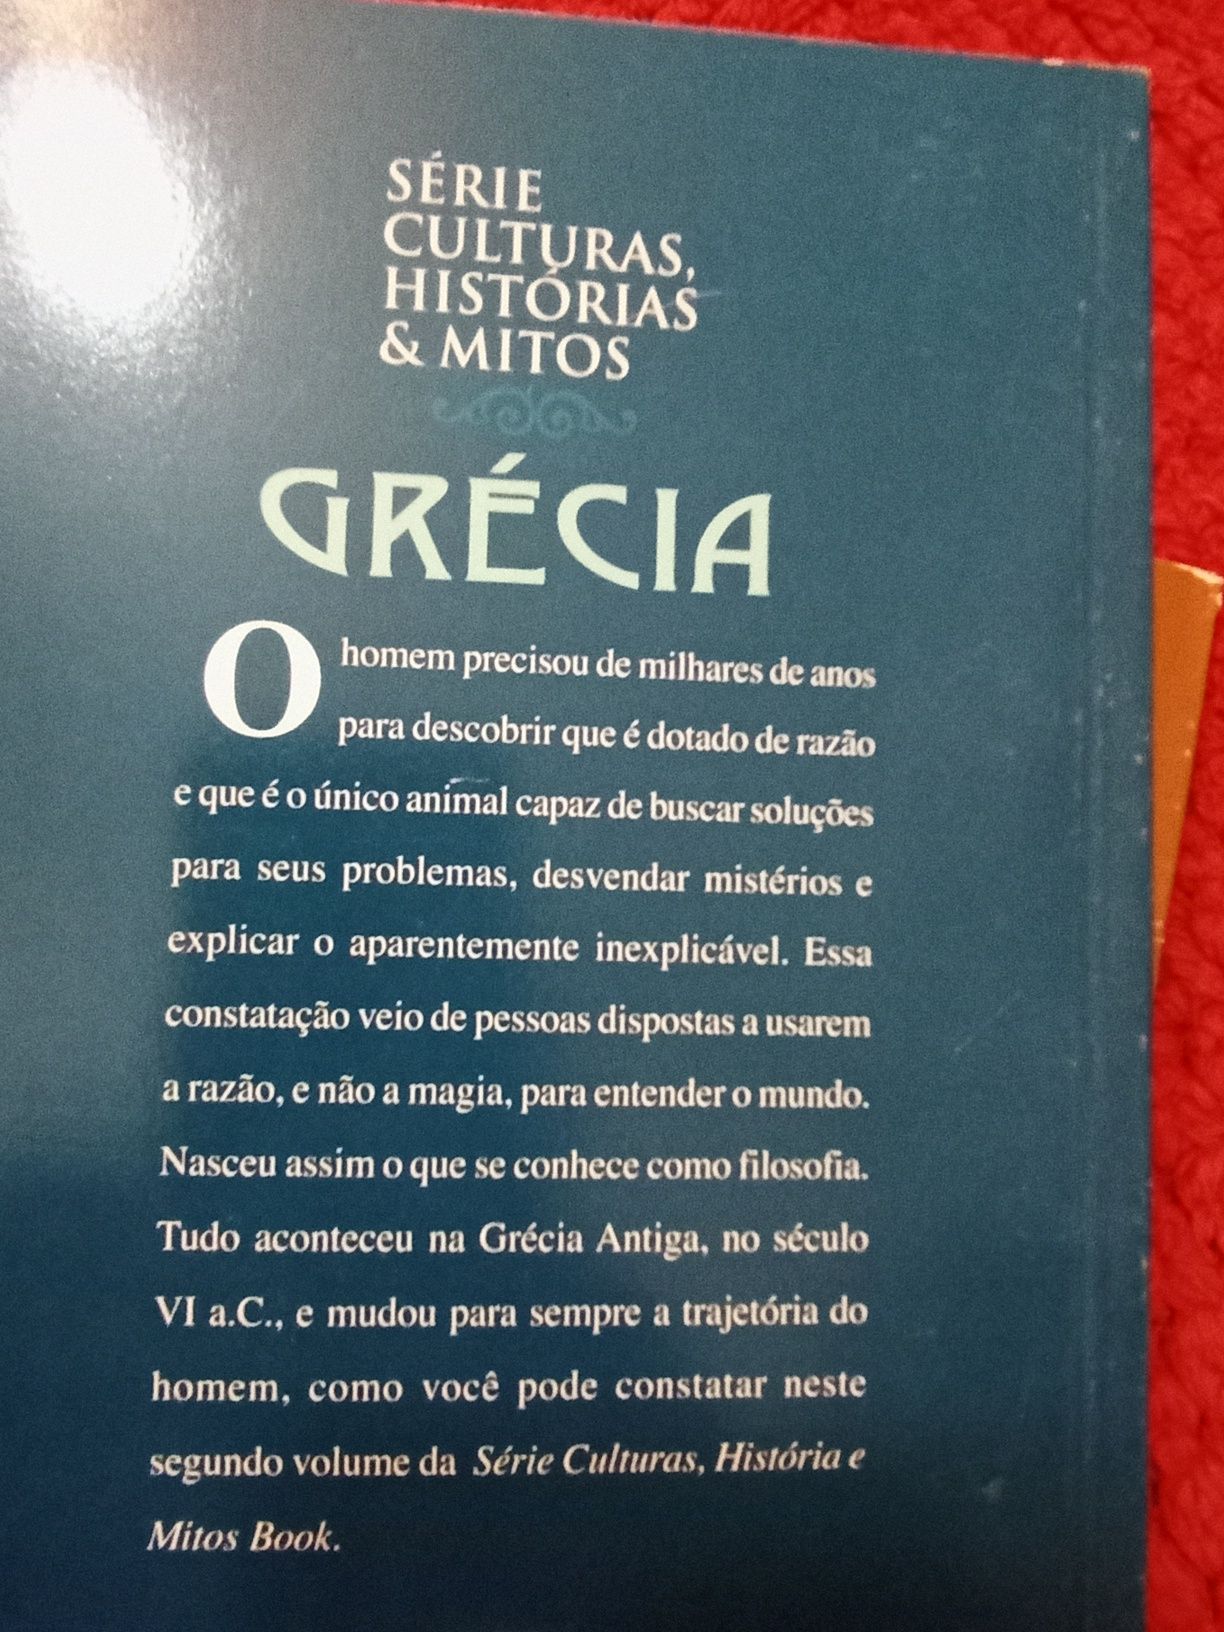 SÉRIE
CULTURAS,
HISTÓRIAS
& MITOS
GRÉCIA
O homem precisou de milhares de anos
para descobrir que é dotado de razão
e que é o único animal capaz de buscar soluções
para seus problemas, desvendar mistérios e
explicar o aparentemente inexplicável. Essa
constatação veio de pessoas dispostas a usarem
a razão, e não a magia, para entender o mundo.
Nasceu assim o que se conhece como filosofia.
Tudo aconteceu na Grécia Antiga, no século
VI a.C., e mudou para sempre a trajetória do
homem, como você pode constatar neste
segundo volume da Série Culturas, História e
Mitos Book.